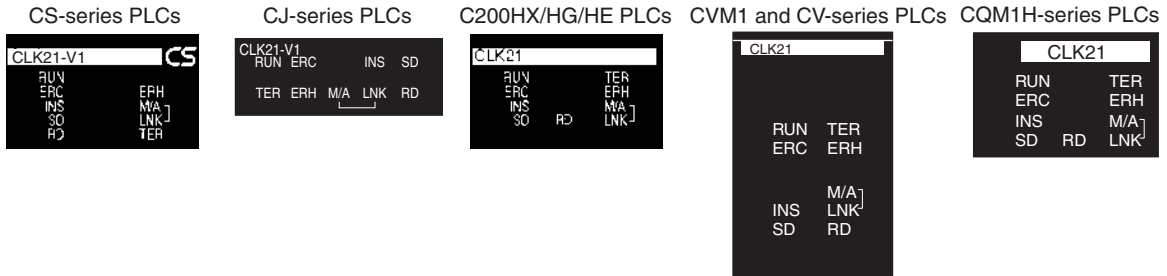 CS-series PLCs
CLK21-V1 CS
RUN
ERC ERH
INS M/A
SD LNK
RD TER
CJ-series PLCs
CLK21-V1
RUN ERC INS SD
TER ERH M/A LNK RD
C200HX/HG/HE PLCs
CLK21
RUN TER
ERC ERH
INS M/A
SD RD LNK
CVM1 and CV-series PLCs
CLK21
RUN TER
ERC ERH
M/A
INS LNK
SD RD
CQM1H-series PLCs
CLK21
RUN TER
ERC ERH
INS M/A
SD RD LNK